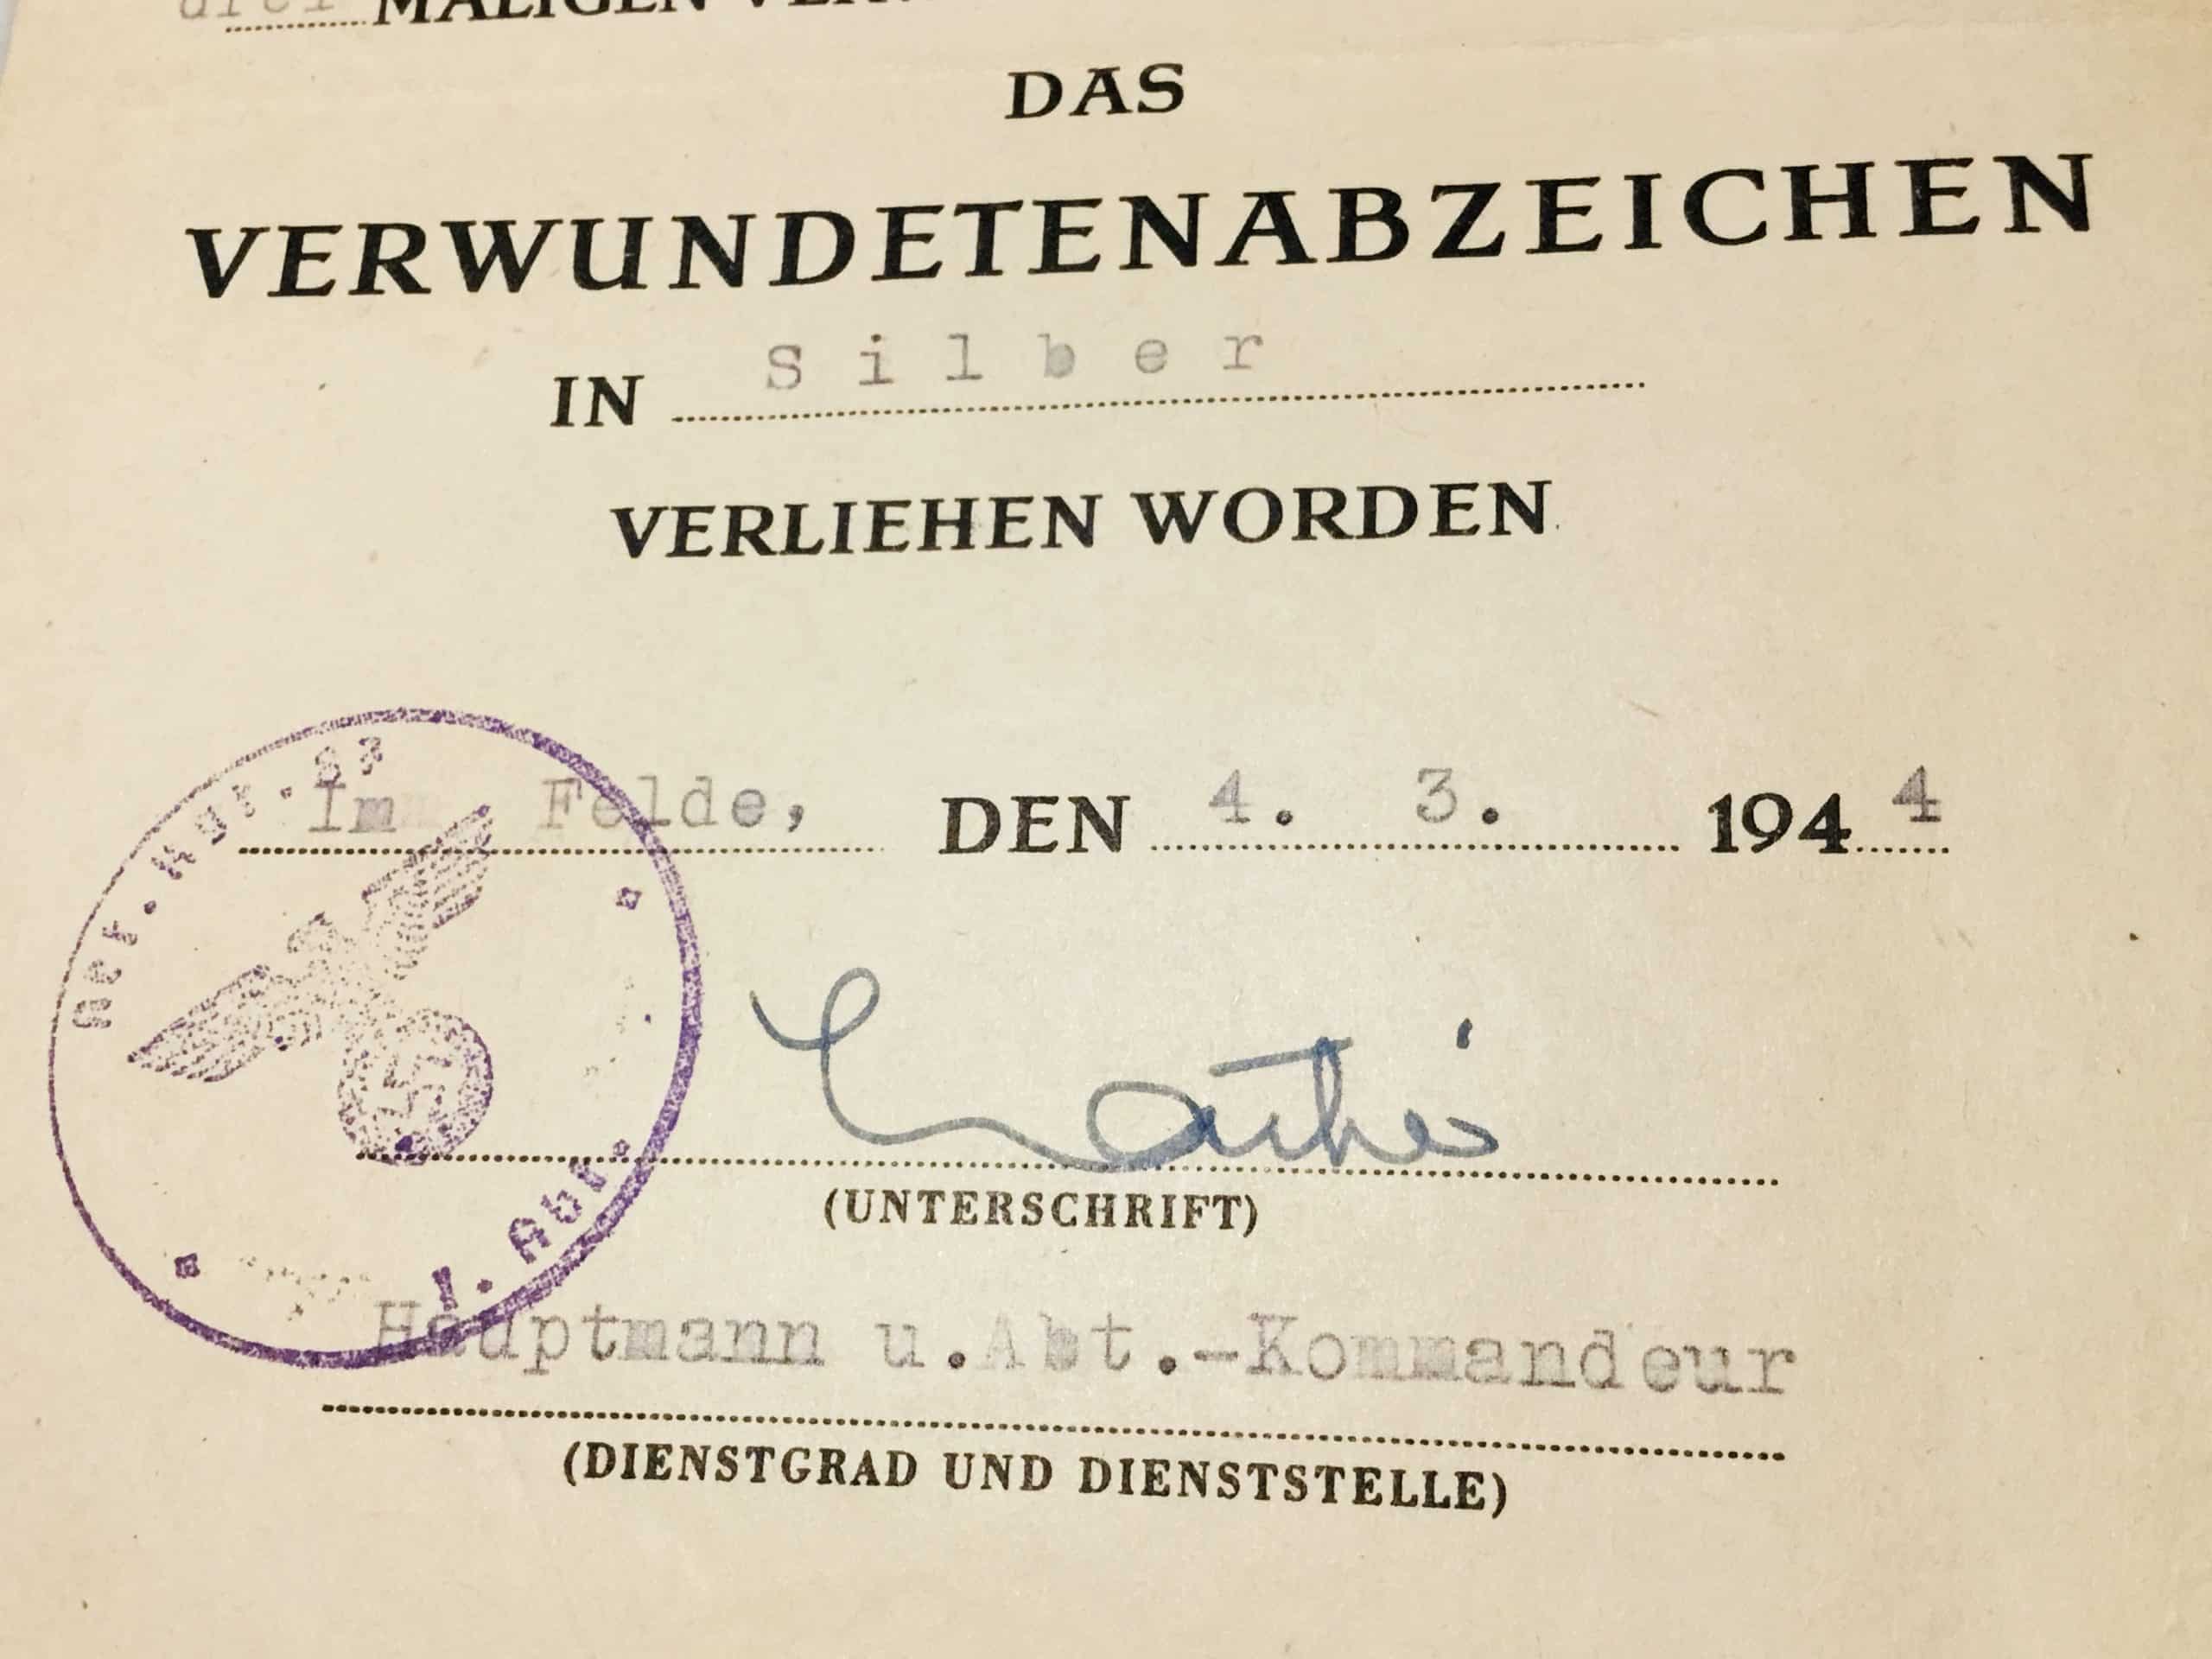 drei MALIGEN
DAS
VERWUNDETENABZEICHEN
IN Silber
VERLIEHEN WORDEN
Im Felde, DEN 4. 3. 1944
(UNTERSCHRIFT)
I. Abt.
Hauptmann u.Abt.-Kommandeur
(DIENSTGRAD UND DIENSTSTELLE)